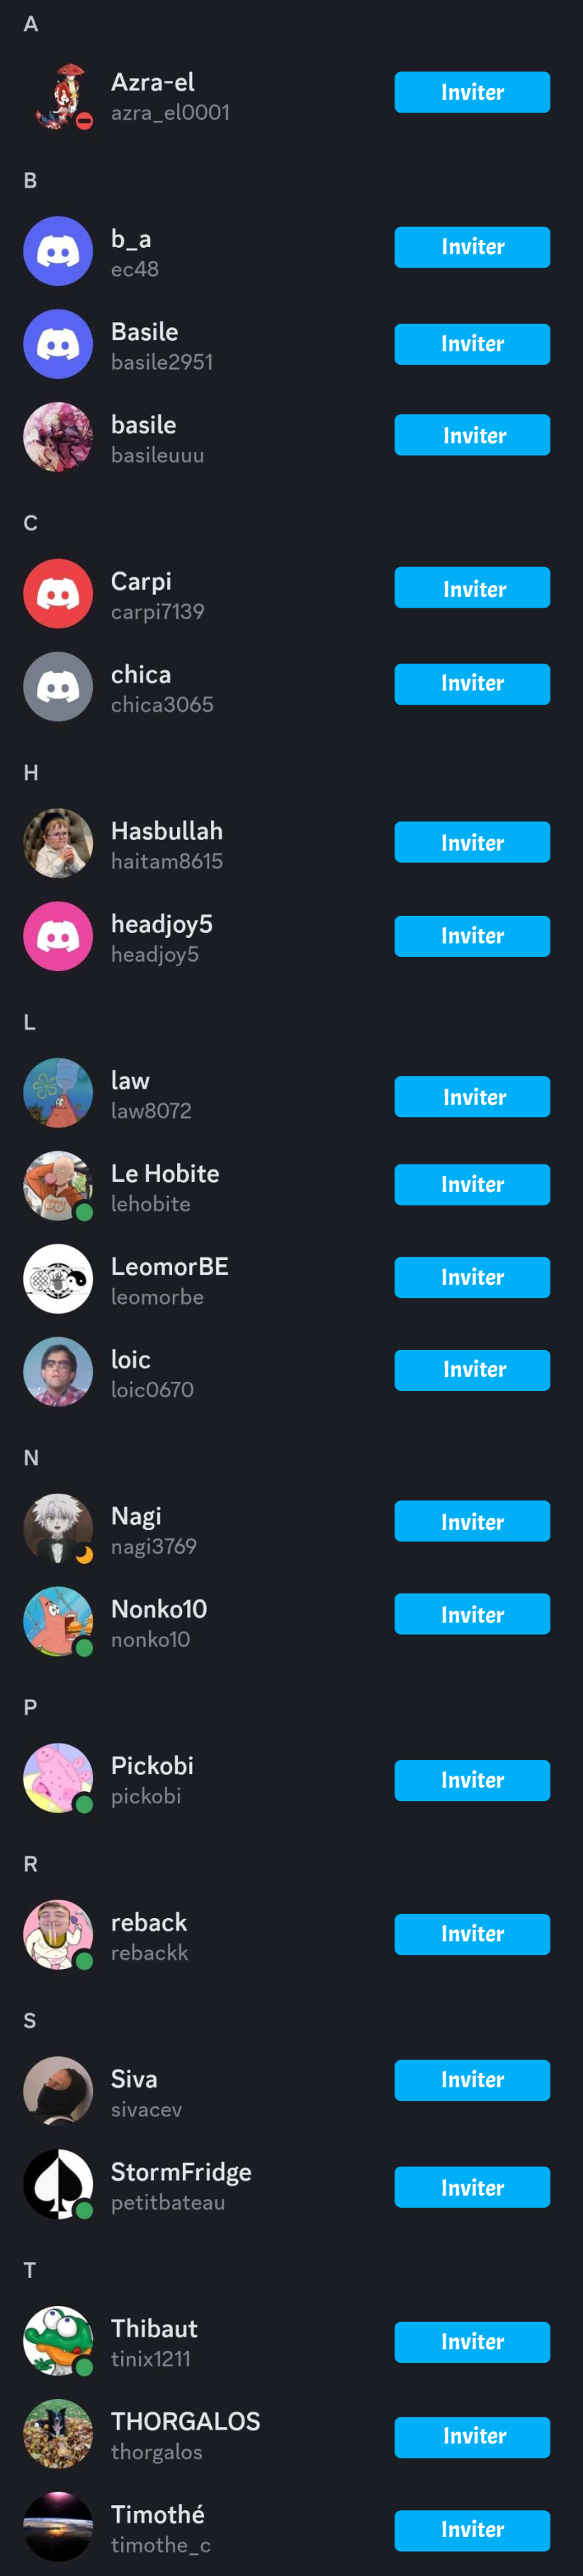 A
Azra-el
azra_el0001
Inviter
B
b_a
ec48
Inviter
Basile
basile2951
Inviter
basile
basileuuu
Inviter
C
Carpi
carpi7139
Inviter
chica
chica3065
Inviter
H
Hasbullah
haitam8615
Inviter
headjoy5
headjoy5
Inviter
L
law
law8072
Inviter
Le Hobite
lehobite
Inviter
LeomorBE
leomorbe
Inviter
loic
loic0670
Inviter
N
Nagi
nagi3769
Inviter
Nonko10
nonko10
Inviter
P
Pickobi
pickobi
Inviter
R
reback
rebackk
Inviter
S
Siva
sivacev
Inviter
StormFridge
petitbateau
Inviter
T
Thibaut
tinix1211
Inviter
THORGALOS
thorgalos
Inviter
Timothé
timothe_c
Inviter